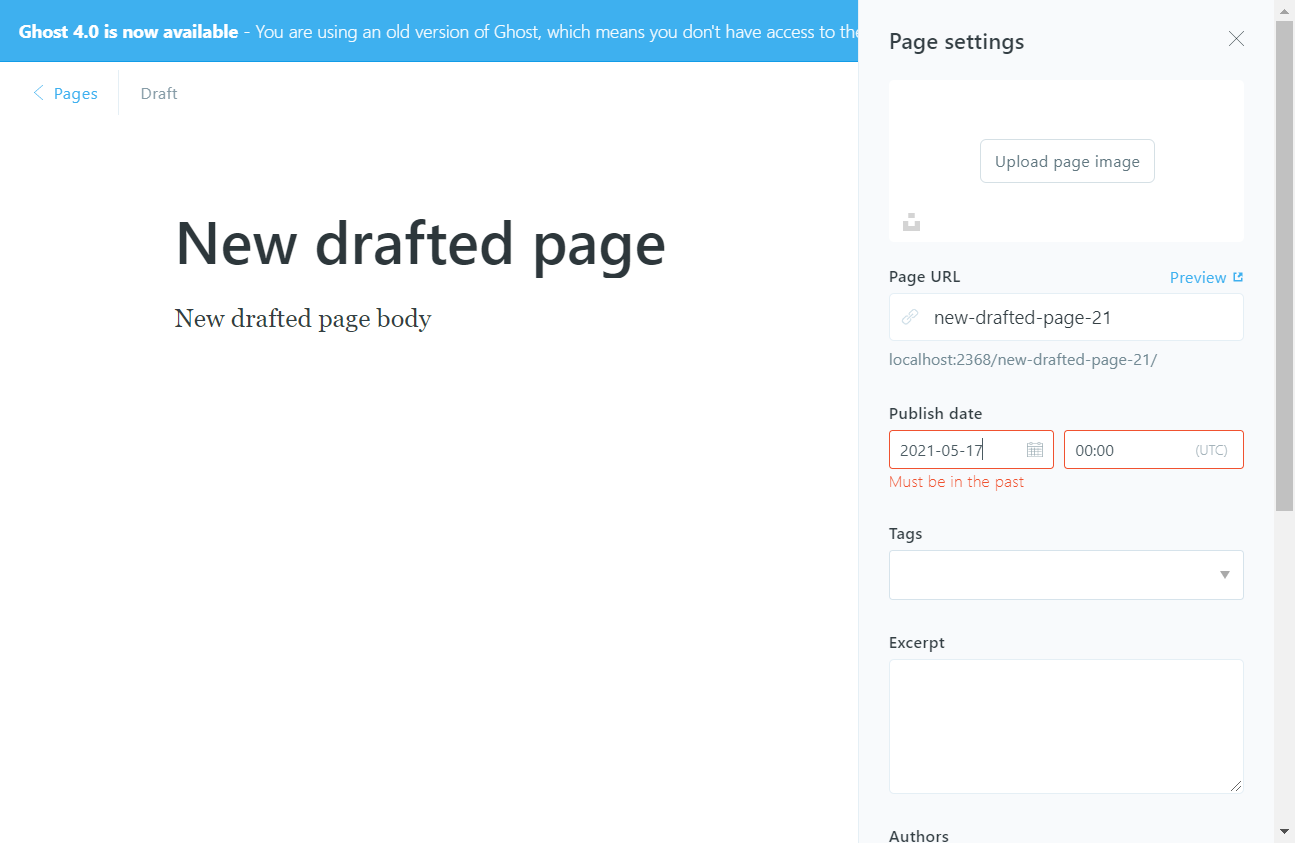 Ghost 4.0 is now available - You are using an old version of Ghost, which means you don't have access to the
Pages
Draft
New drafted page
New drafted page body
Page settings
Upload page image
Page URL
Preview
new-drafted-page-21
localhost:2368/new-drafted-page-21/
Publish date
2021-05-17
00:00
(UTC)
Must be in the past
Tags
Excerpt
Authors